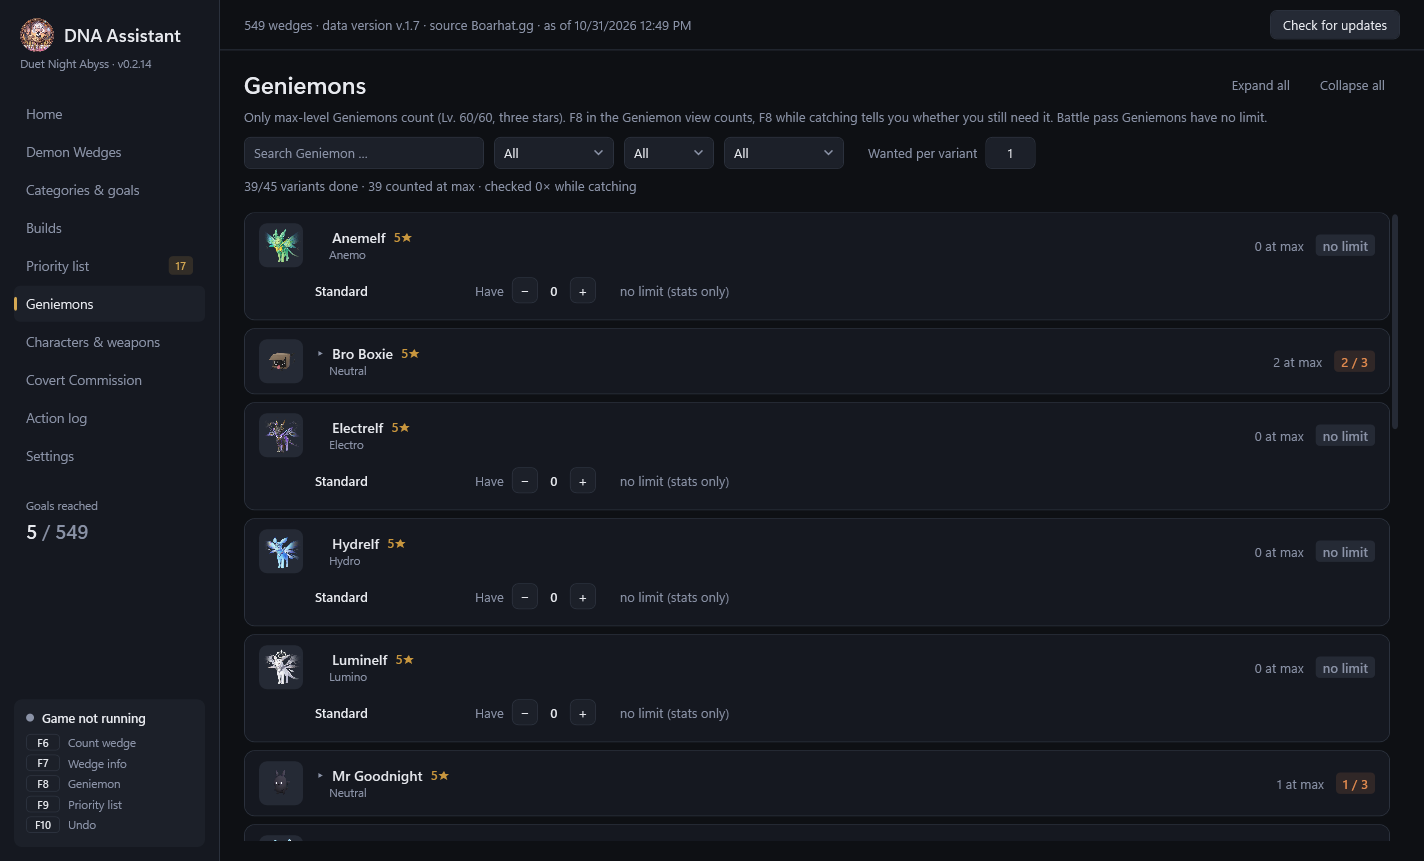 DNA Assistant
Duet Night Abyss · v0.2.14
Home
Demon Wedges
Categories & goals
Builds
Priority list 17
Geniemons
Characters & weapons
Covert Commission
Action log
Settings
Goals reached
5 / 549
Game not running
F6 Count wedge
F7 Wedge info
F8 Geniemon
F9 Priority list
F10 Undo
549 wedges · data version v.1.7 · source Boarhat.gg · as of 10/31/2026 12:49 PM
Check for updates
Geniemons
Expand all Collapse all
Only max-level Geniemons count (Lv. 60/60, three stars). F8 in the Geniemon view counts, F8 while catching tells you whether you still need it. Battle pass Geniemons have no limit.
Search Geniemon ... All All All Wanted per variant 1
39/45 variants done · 39 counted at max · checked 0× while catching
Anemelf 5★
Anemo
0 at max no limit
Standard Have − 0 + no limit (stats only)
▸ Bro Boxie 5★
Neutral
2 at max 2 / 3
Electrelf 5★
Electro
0 at max no limit
Standard Have − 0 + no limit (stats only)
Hydrelf 5★
Hydro
0 at max no limit
Standard Have − 0 + no limit (stats only)
Luminelf 5★
Lumino
0 at max no limit
Standard Have − 0 + no limit (stats only)
▸ Mr Goodnight 5★
Neutral
1 at max 1 / 3